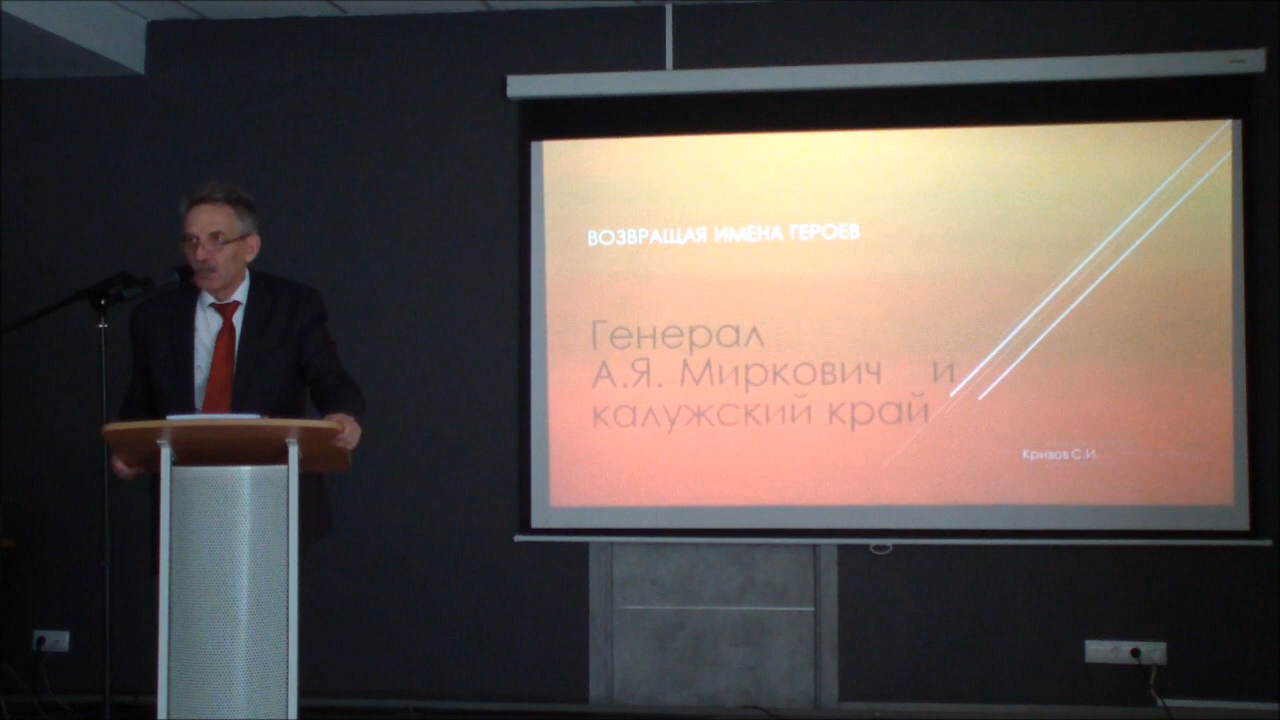 ВОЗВРАЩАЯ ИМЕНА ГЕРОЕВ
Генерал
А.Я. Миркович и
калужский край
Кривов С.И.